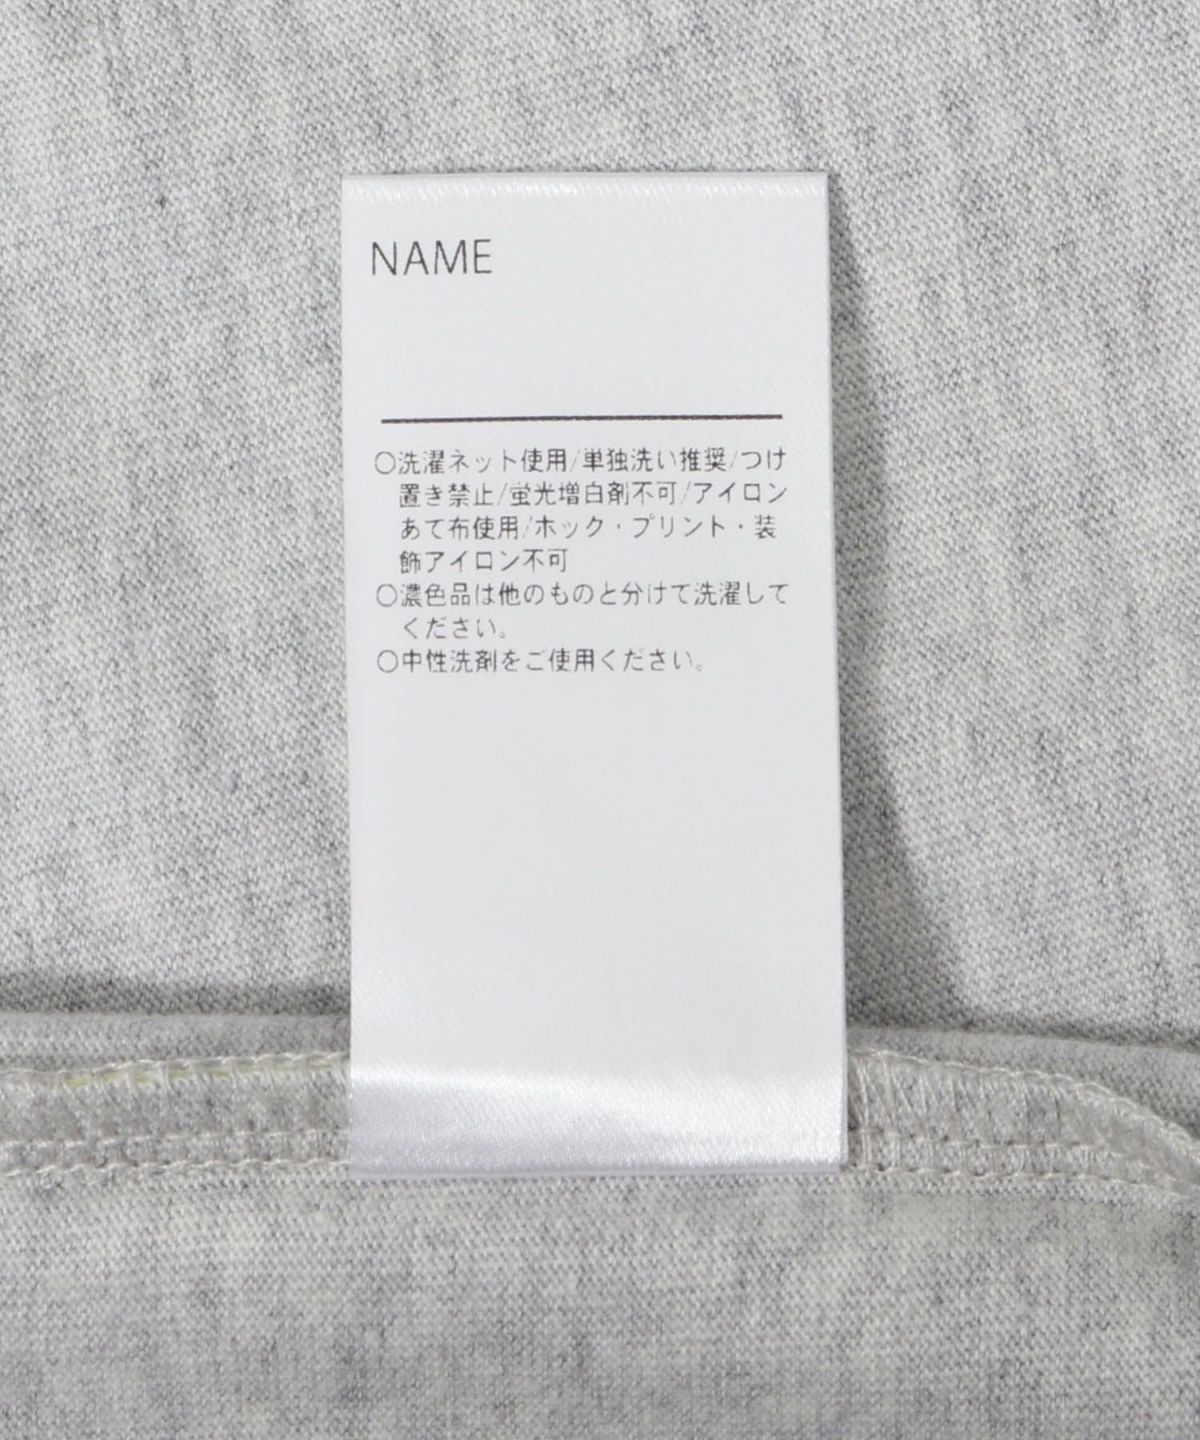 NAME
○洗濯ネット使用/単独洗い推奨/つけ
置き禁止/蛍光増白剤不可/アイロン
あて布使用/ホック・プリント・装
飾アイロン不可
○濃色品は他のものと分けて洗濯して
ください。
○中性洗剤をご使用ください。